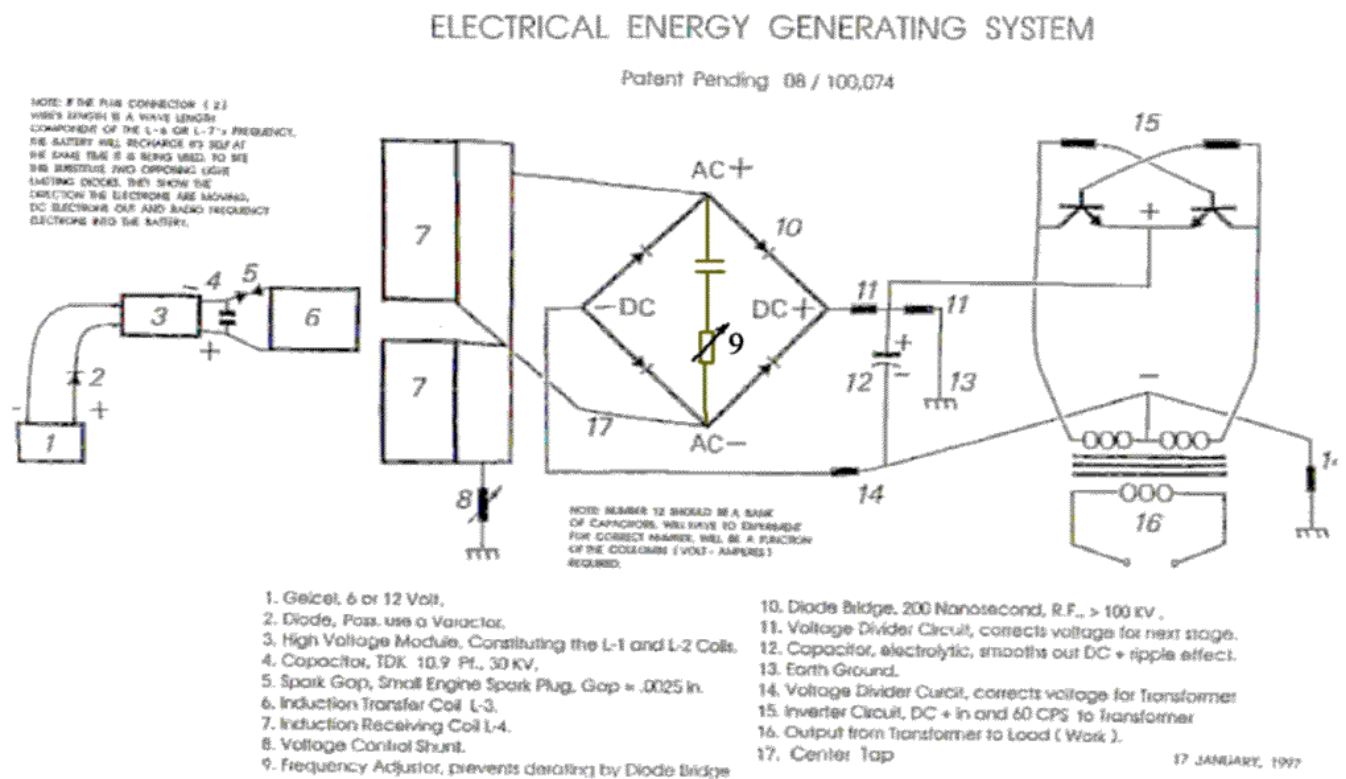 ELECTRICAL ENERGY GENERATING SYSTEM
Patent Pending 08 / 100,074
NOTE: IF THE PLUS CONNECTOR ( 2 )
WIRE'S LENGTH IS A WAVE LENGTH
COMPONENT OF THE L-6 OR L-7's FREQUENCY,
THE BATTERY WILL RECHARGE IT'S SELF AT
THE SAME TIME IT IS BEING USED. TO SEE
THIS SUBSTITUTE TWO OPPOSING LIGHT
EMITTING DIODES. THEY SHOW THE
DIRECTION THE ELECTRONS ARE MOVING,
DC ELECTRONS OUT AND RADIO FREQUENCY
ELECTRONS INTO THE BATTERY.
15
AC+
7
10
+
- 4
5
3
6
-DC
DC+
11
11
+
9
+
12
-
13
-
2
7
- +
1
17
AC-
8
14
16
NOTE: NUMBER 12 SHOULD BE A BANK
OF CAPACITORS. WILL HAVE TO EXPERIMENT
FOR CORRECT NUMBER, WILL BE A FUNCTION
OF THE COULOMBS ( VOLT - AMPERES )
REQUIRED.
1. Gelcel, 6 or 12 Volt.
2. Diode, Poss. use a Varactor.
3. High Voltage Module, Constituting the L-1 and L-2 Coils.
4. Capacitor, TDK 10.9 Pf., 30 KV.
5. Spark Gap, Small Engine Spark Plug, Gap = .0025 in.
6. Induction Transfer Coil L-3.
7. Induction Receiving Coil L-4.
8. Voltage Control Shunt.
9. Frequency Adjustor, prevents derating by Diode Bridge
10. Diode Bridge, 200 Nanosecond, R.F., > 100 KV.
11. Voltage Divider Circuit, corrects voltage for next stage.
12. Capacitor, electrolytic, smooths out DC + ripple effect.
13. Earth Ground.
14. Voltage Divider Curcit, corrects voltage for Transformer
15. Inverter Circuit, DC + in and 60 CPS to Transformer
16. Output from Transformer to Load ( Work ).
17. Center Tap
17 JANUARY, 1997